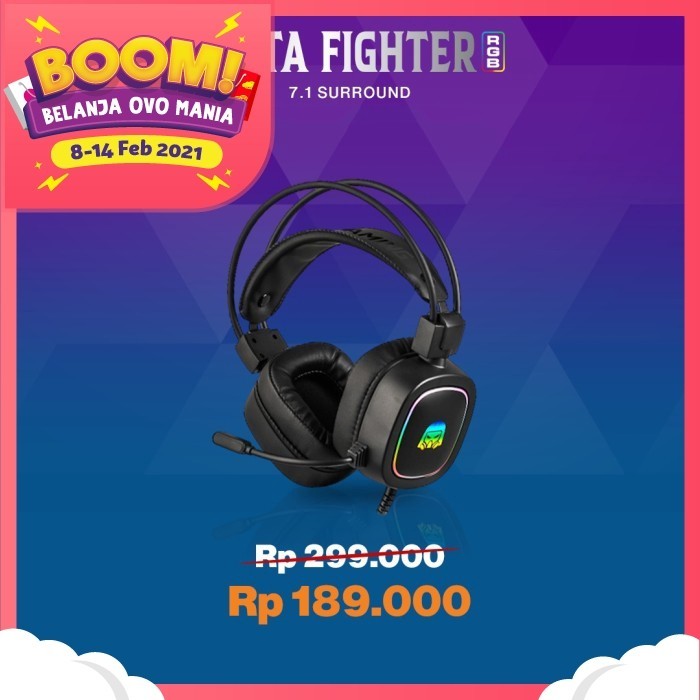 BOOM!
BELANJA OVO MANIA
8-14 Feb 2021
TA FIGHTER RGB
7.1 SURROUND
Rp 299.000
Rp 189.000